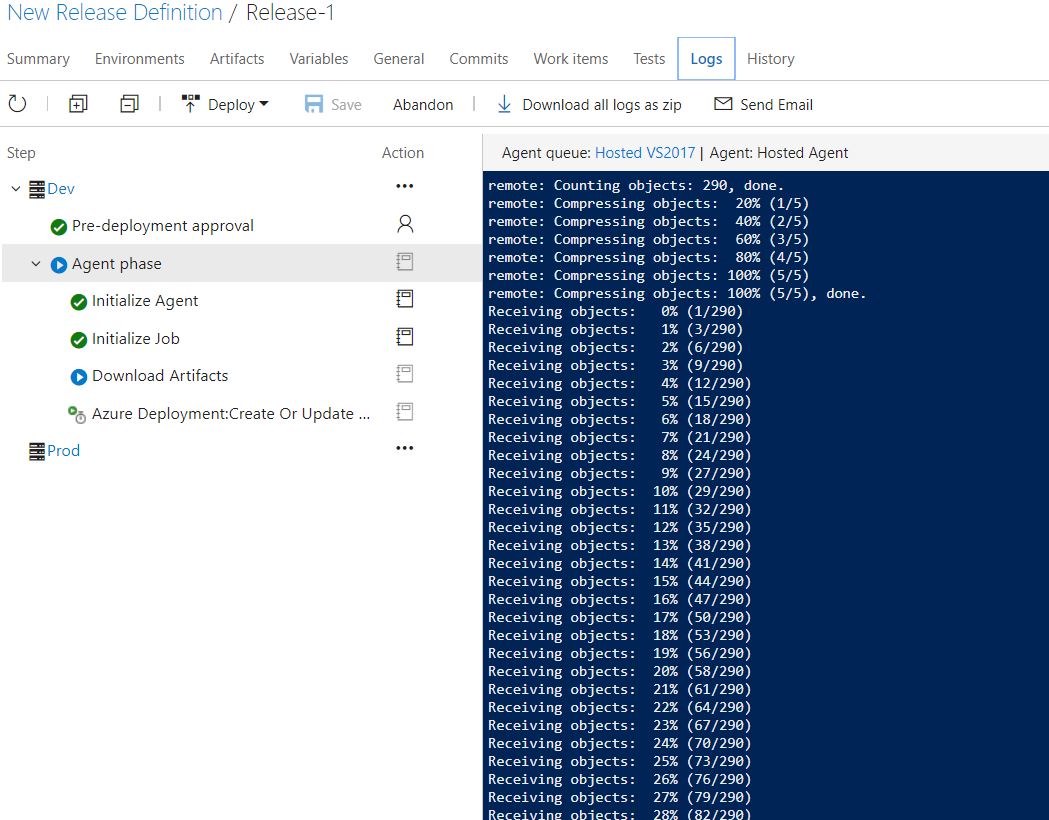 New Release Definition / Release-1
Summary Environments Artifacts Variables General Commits Work items Tests Logs History
Deploy Save Abandon Download all logs as zip Send Email
Step Action
Dev
Pre-deployment approval
Agent phase
Initialize Agent
Initialize Job
Download Artifacts
Azure Deployment:Create Or Update ...
Prod
Agent queue: Hosted VS2017 | Agent: Hosted Agent
remote: Counting objects: 290, done.
remote: Compressing objects: 20% (1/5)
remote: Compressing objects: 40% (2/5)
remote: Compressing objects: 60% (3/5)
remote: Compressing objects: 80% (4/5)
remote: Compressing objects: 100% (5/5)
remote: Compressing objects: 100% (5/5), done.
Receiving objects: 0% (1/290)
Receiving objects: 1% (3/290)
Receiving objects: 2% (6/290)
Receiving objects: 3% (9/290)
Receiving objects: 4% (12/290)
Receiving objects: 5% (15/290)
Receiving objects: 6% (18/290)
Receiving objects: 7% (21/290)
Receiving objects: 8% (24/290)
Receiving objects: 9% (27/290)
Receiving objects: 10% (29/290)
Receiving objects: 11% (32/290)
Receiving objects: 12% (35/290)
Receiving objects: 13% (38/290)
Receiving objects: 14% (41/290)
Receiving objects: 15% (44/290)
Receiving objects: 16% (47/290)
Receiving objects: 17% (50/290)
Receiving objects: 18% (53/290)
Receiving objects: 19% (56/290)
Receiving objects: 20% (58/290)
Receiving objects: 21% (61/290)
Receiving objects: 22% (64/290)
Receiving objects: 23% (67/290)
Receiving objects: 24% (70/290)
Receiving objects: 25% (73/290)
Receiving objects: 26% (76/290)
Receiving objects: 27% (79/290)
Receiving objects: 28% (82/290)